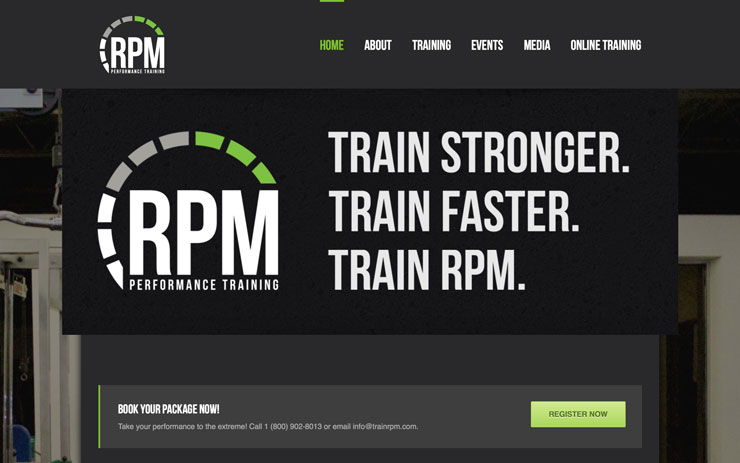 RPM
PERFORMANCE TRAINING
HOME ABOUT TRAINING EVENTS MEDIA ONLINE TRAINING
RPM
PERFORMANCE TRAINING
TRAIN STRONGER.
TRAIN FASTER.
TRAIN RPM.
BOOK YOUR PACKAGE NOW!
Take your performance to the extreme! Call 1 (800) 902-8013 or email info@trainrpm.com.
REGISTER NOW